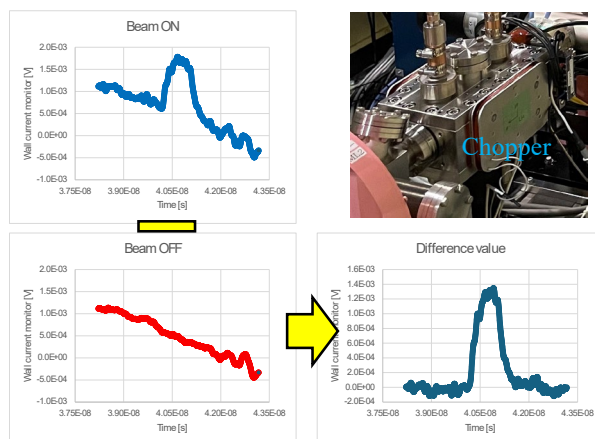 Beam ON
Wall current monitor [V]
2.0E-03
1.5E-03
1.0E-03
5.0E-04
0.0E+00
-5.0E-04
-1.0E-03
3.75E-08 3.90E-08 4.05E-08 4.20E-08 4.35E-08
Time [s]
Chopper
Beam OFF
Wall current monitor [V]
2.0E-03
1.5E-03
1.0E-03
5.0E-04
0.0E+00
-5.0E-04
-1.0E-03
3.75E-08 3.90E-08 4.05E-08 4.20E-08 4.35E-08
Time [s]
Difference value
Wall current monitor [V]
1.6E-03
1.4E-03
1.2E-03
1.0E-03
8.0E-04
6.0E-04
4.0E-04
2.0E-04
0.0E+00
-2.0E-04
3.75E-08 3.90E-08 4.05E-08 4.20E-08 4.35E-08
Time [s]